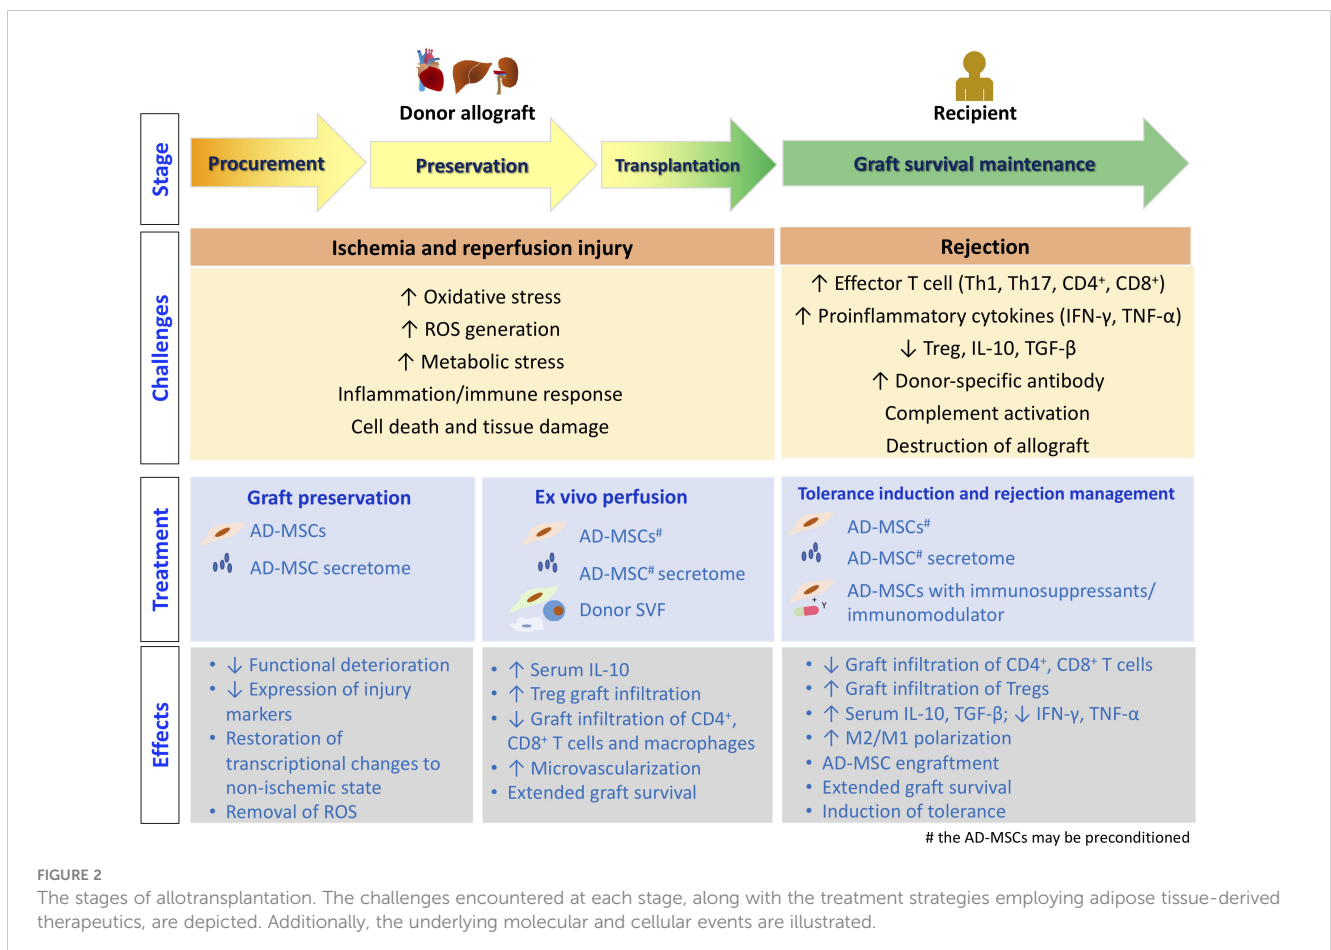 Donor allograft
Recipient
Stage
Procurement
Preservation
Transplantation
Graft survival maintenance
Challenges
Ischemia and reperfusion injury
↑ Oxidative stress
↑ ROS generation
↑ Metabolic stress
Inflammation/immune response
Cell death and tissue damage
Rejection
↑ Effector T cell (Th1, Th17, CD4⁺, CD8⁺)
↑ Proinflammatory cytokines (IFN-γ, TNF-α)
↓ Treg, IL-10, TGF-β
↑ Donor-specific antibody
Complement activation
Destruction of allograft
Treatment
Graft preservation
AD-MSCs
AD-MSC secretome
Ex vivo perfusion
AD-MSCs#
AD-MSC# secretome
Donor SVF
Tolerance induction and rejection management
AD-MSCs#
AD-MSC# secretome
AD-MSCs with immunosuppressants/
immunomodulator
+
Y
Effects
• ↓ Functional deterioration
• ↓ Expression of injury
markers
• Restoration of
transcriptional changes to
non-ischemic state
• Removal of ROS
• ↑ Serum IL-10
• ↑ Treg graft infiltration
• ↓ Graft infiltration of CD4⁺,
CD8⁺ T cells and macrophages
• ↑ Microvascularization
• Extended graft survival
• ↓ Graft infiltration of CD4⁺, CD8⁺ T cells
• ↑ Graft infiltration of Tregs
• ↑ Serum IL-10, TGF-β; ↓ IFN-γ, TNF-α
• ↑ M2/M1 polarization
• AD-MSC engraftment
• Extended graft survival
• Induction of tolerance
# the AD-MSCs may be preconditioned
FIGURE 2
The stages of allotransplantation. The challenges encountered at each stage, along with the treatment strategies employing adipose tissue-derived
therapeutics, are depicted. Additionally, the underlying molecular and cellular events are illustrated.